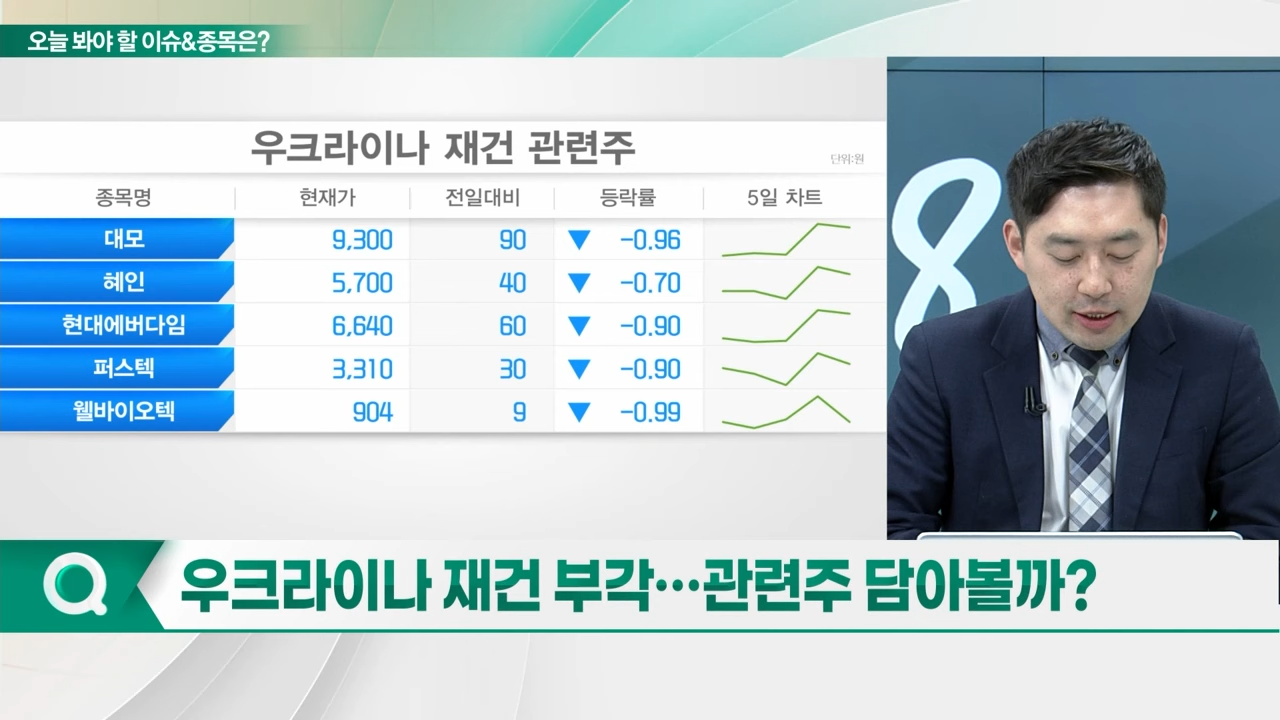 오늘 봐야 할 이슈&종목은?
우크라이나 재건 관련주
단위:원
종목명 현재가 전일대비 등락률 5일 차트
대모 9,300 90 ▼ -0.96
혜인 5,700 40 ▼ -0.70
현대에버다임 6,640 60 ▼ -0.90
퍼스텍 3,310 30 ▼ -0.90
웰바이오텍 904 9 ▼ -0.99
8
Q 우크라이나 재건 부각…관련주 담아볼까?